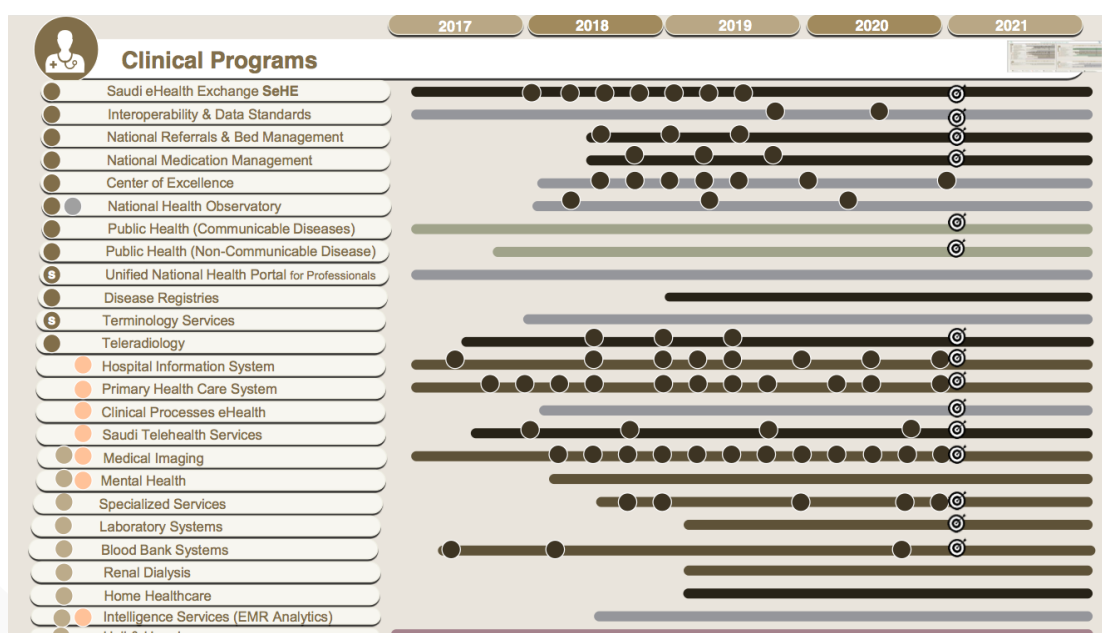 2017 2018 2019 2020 2021
Clinical Programs
Saudi eHealth Exchange SeHE
Interoperability & Data Standards
National Referrals & Bed Management
National Medication Management
Center of Excellence
National Health Observatory
Public Health (Communicable Diseases)
Public Health (Non-Communicable Disease)
S Unified National Health Portal for Professionals
Disease Registries
S Terminology Services
Teleradiology
Hospital Information System
Primary Health Care System
Clinical Processes eHealth
Saudi Telehealth Services
Medical Imaging
Mental Health
Specialized Services
Laboratory Systems
Blood Bank Systems
Renal Dialysis
Home Healthcare
Intelligence Services (EMR Analytics)